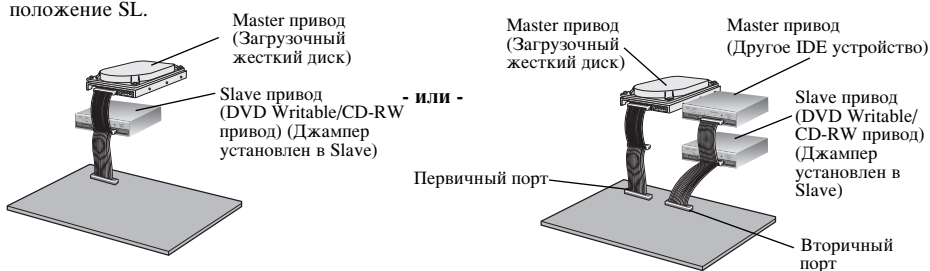 положение SL.
Master привод
(Загрузочный
жесткий диск)
Slave привод
(DVD Writable/CD-RW
привод) (Джампер
установлен в Slave)
- или -
Master привод
(Загрузочный
жесткий диск)
Master привод
(Другое IDE устройство)
Slave привод
(DVD Writable/
CD-RW привод)
(Джампер
установлен в
Slave)
Первичный порт
Вторичный
порт